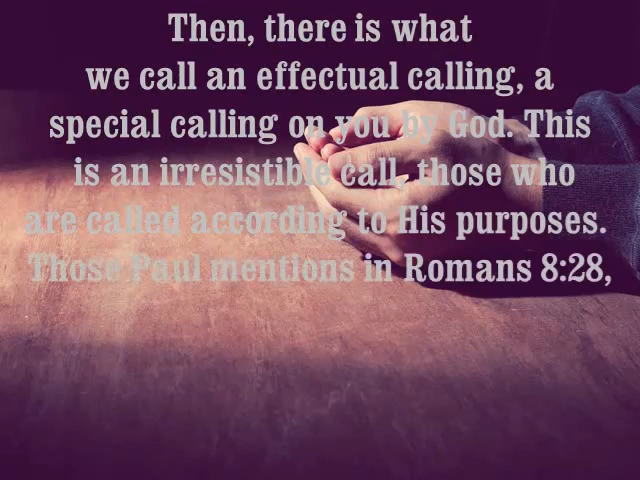 Then, there is what
we call an effectual calling, a
special calling on you by God. This
is an irresistible call, those who
are called according to His purposes.
Those Paul mentions in Romans 8:28,